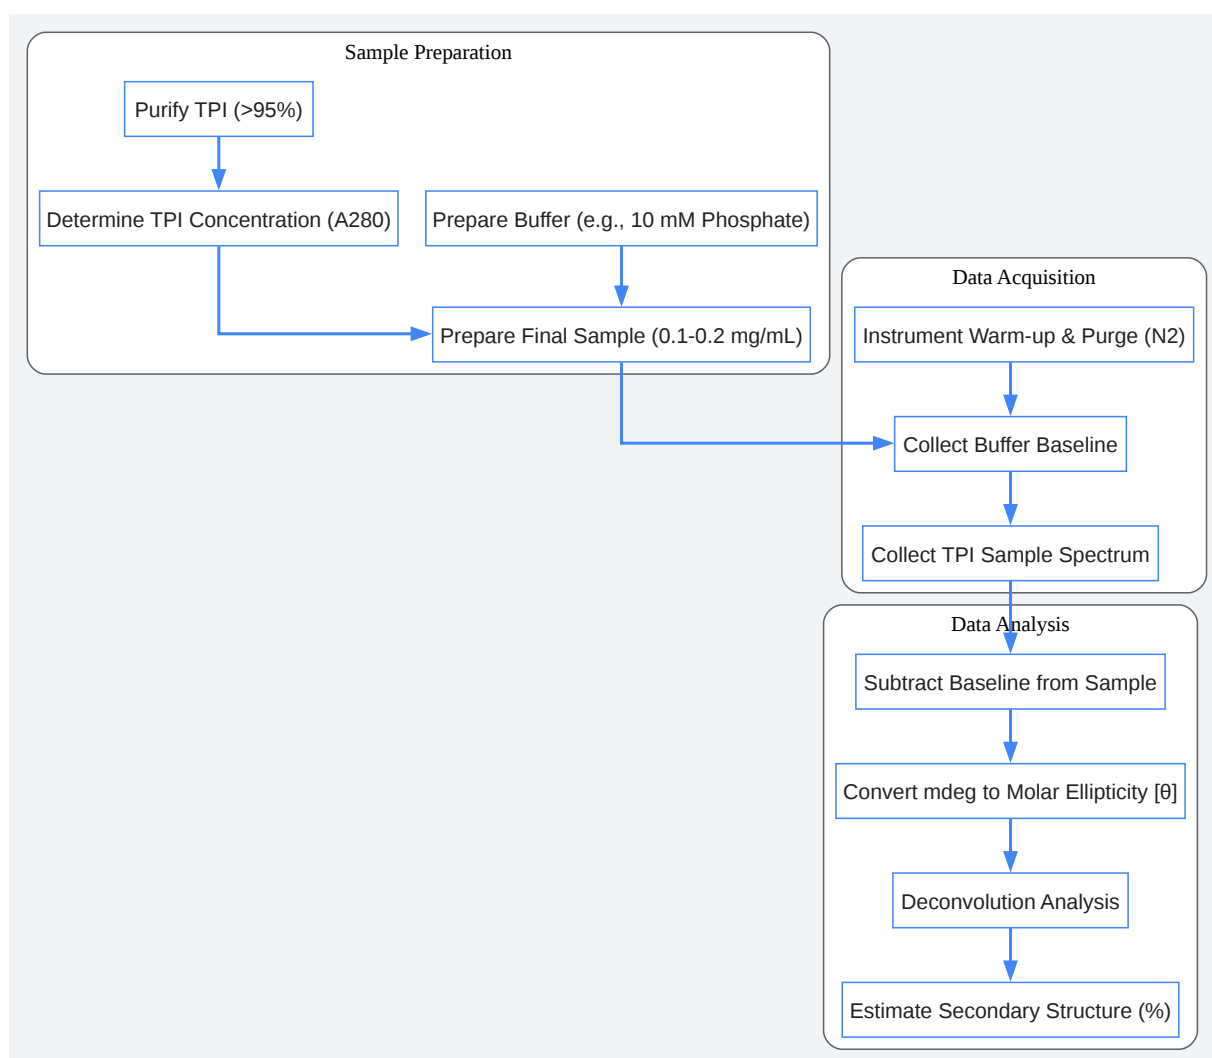 Sample Preparation
Purify TPI (>95%)
Determine TPI Concentration (A280)
Prepare Buffer (e.g., 10 mM Phosphate)
Prepare Final Sample (0.1-0.2 mg/mL)
Data Acquisition
Instrument Warm-up & Purge (N2)
Collect Buffer Baseline
Collect TPI Sample Spectrum
Data Analysis
Subtract Baseline from Sample
Convert mdeg to Molar Ellipticity [θ]
Deconvolution Analysis
Estimate Secondary Structure (%)